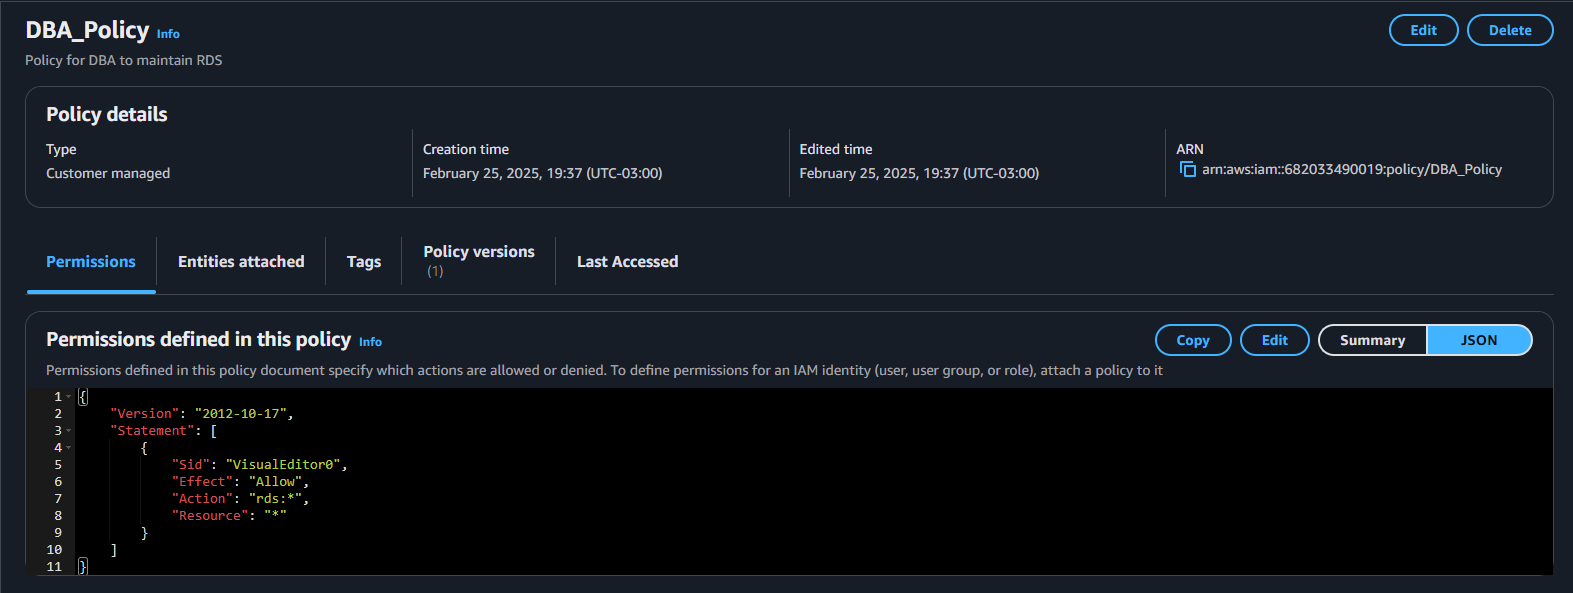 DBA_Policy Info
Edit
Delete
Policy for DBA to maintain RDS
Policy details
Type
Customer managed
Creation time
February 25, 2025, 19:37 (UTC-03:00)
Edited time
February 25, 2025, 19:37 (UTC-03:00)
ARN
arn:aws:iam::682033490019:policy/DBA_Policy
Permissions
Entities attached
Tags
Policy versions
(1)
Last Accessed
Permissions defined in this policy Info
Copy
Edit
Summary
JSON
Permissions defined in this policy document specify which actions are allowed or denied. To define permissions for an IAM identity (user, user group, or role), attach a policy to it
1 {
2 "Version": "2012-10-17",
3 "Statement": [
4 {
5 "Sid": "VisualEditor0",
6 "Effect": "Allow",
7 "Action": "rds:*",
8 "Resource": "*"
9 }
10 ]
11 }